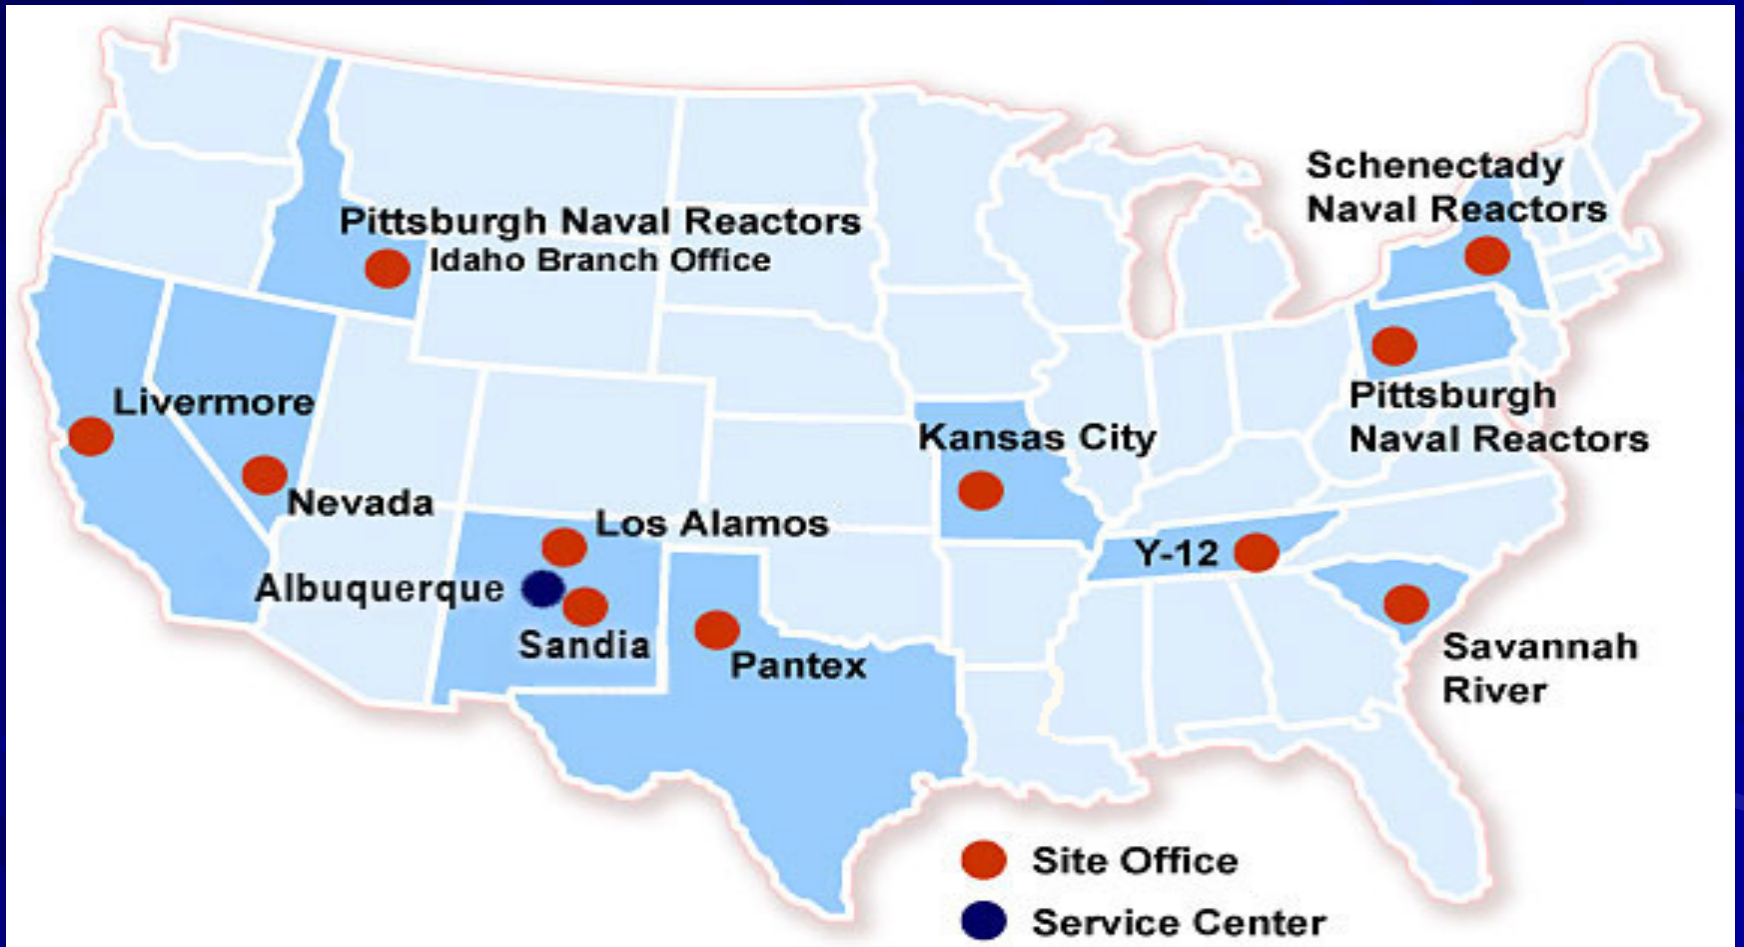 Schenectady
Naval Reactors
Pittsburgh Naval Reactors
Idaho Branch Office
Pittsburgh
Naval Reactors
Livermore
Kansas City
Nevada
Los Alamos
Y-12
Albuquerque
Sandia
Pantex
Savannah
River
Site Office
Service Center